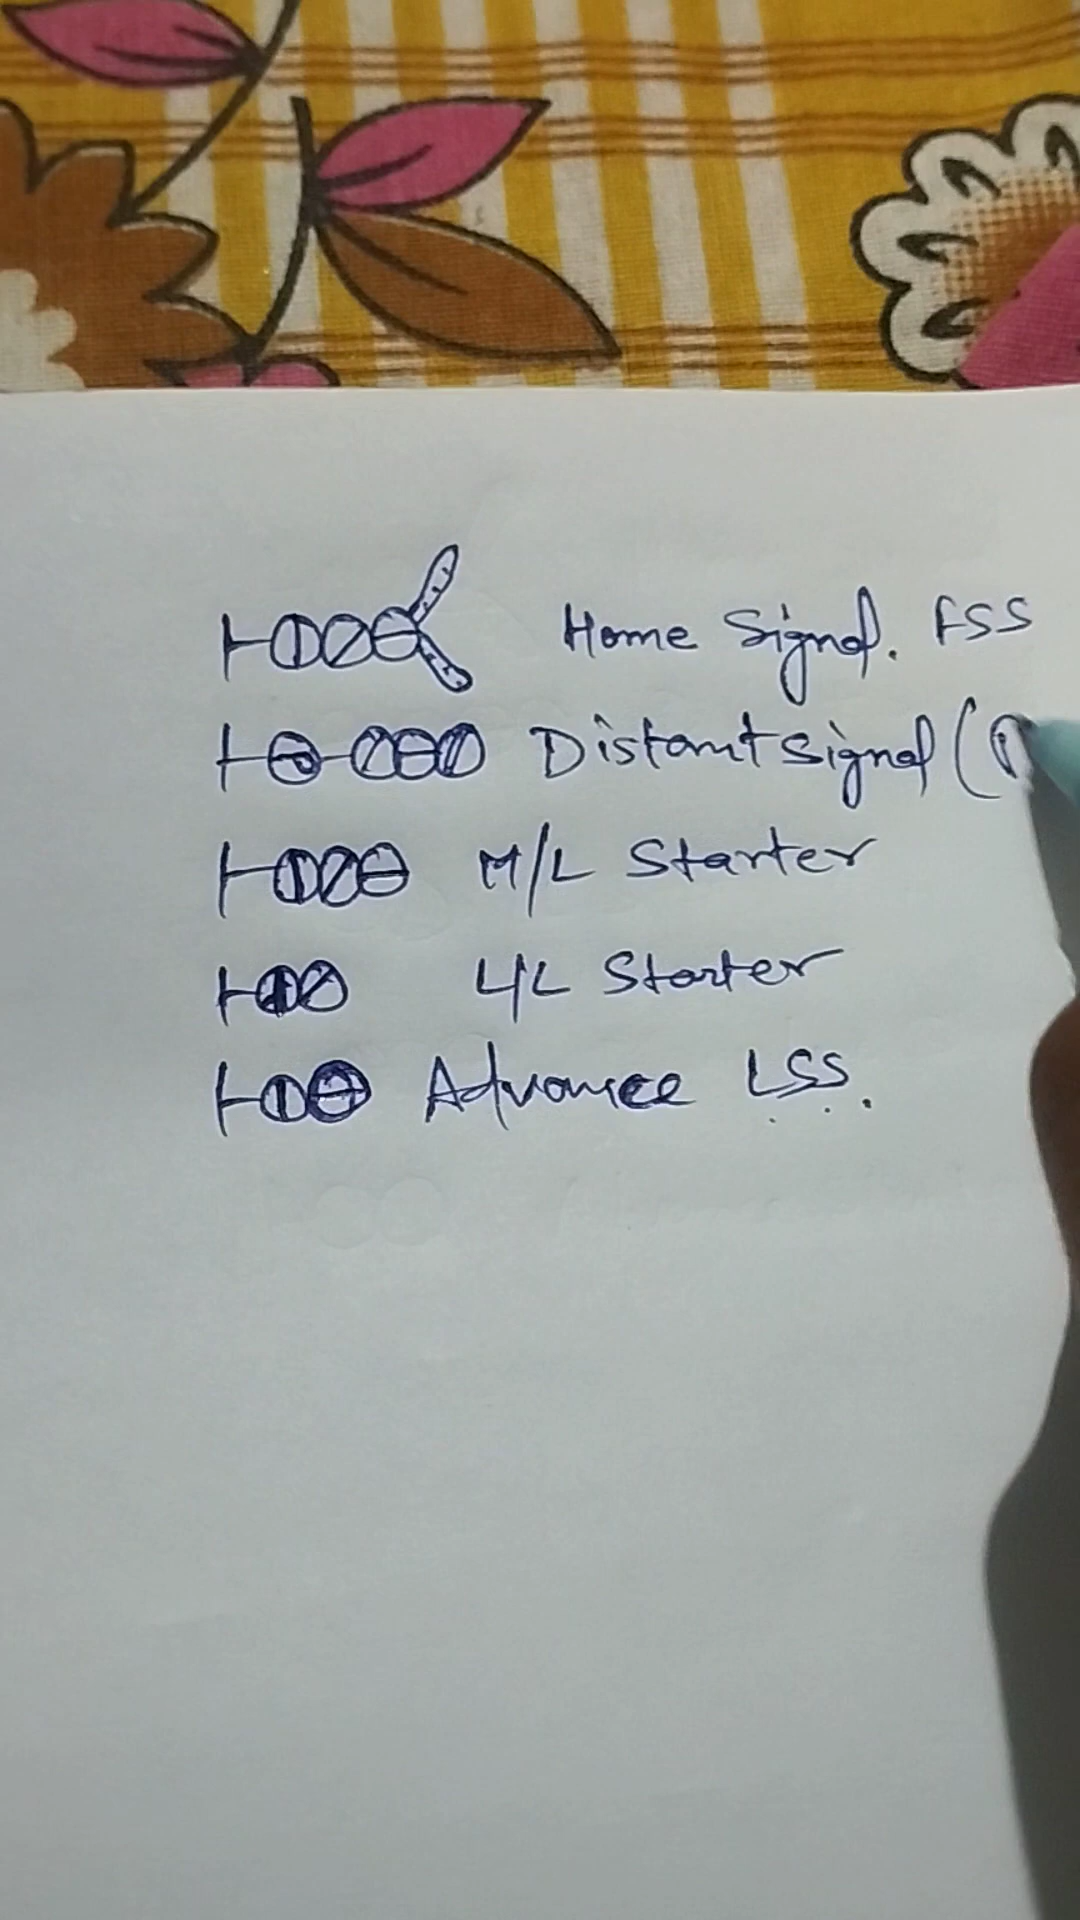 Home Signal. FSS
Distant Signal (P
M/L Starter
L/L Starter
Advance LSS.